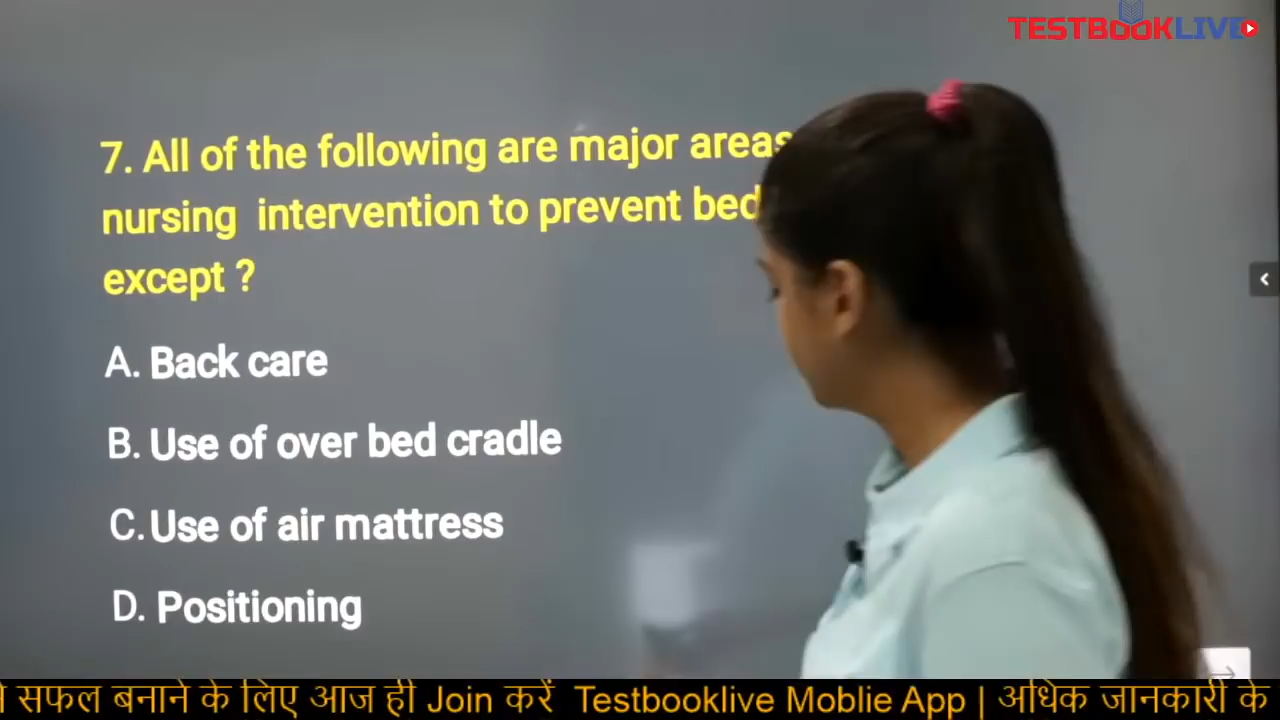 TESTBOOKLIVE
7. All of the following are major areas
nursing intervention to prevent bed
except ?
A. Back care
B. Use of over bed cradle
C. Use of air mattress
D. Positioning
सफल बनाने के लिए आज ही Join करें Testbooklive Moblie App | अधिक जानकारी के